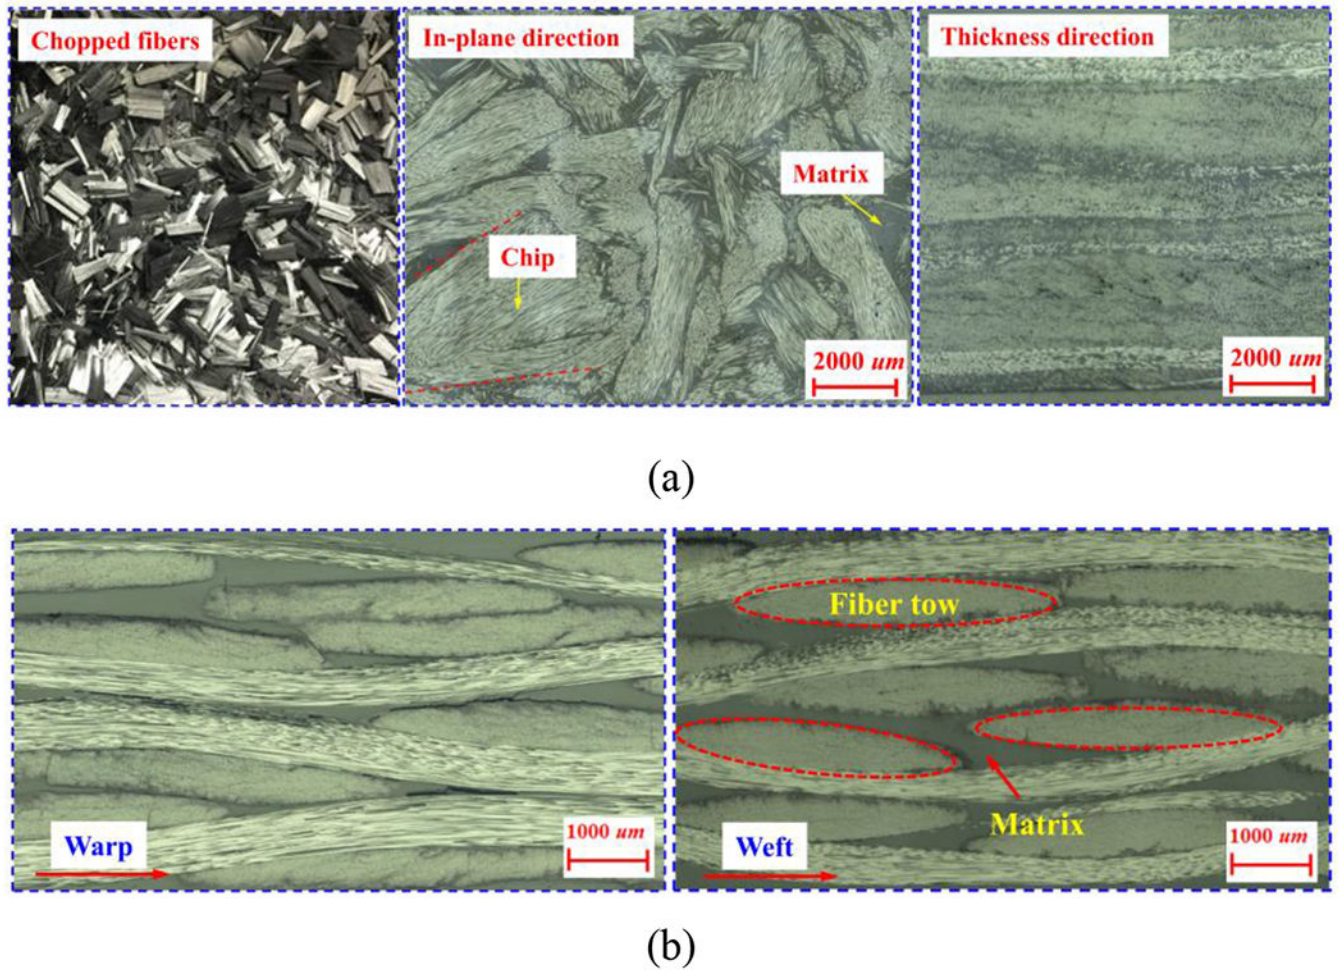 Chopped fibers
In-plane direction
Thickness direction
Matrix
Chip
2000 um
2000 um
(a)
Fiber tow
Matrix
Warp
1000 um
Weft
1000 um
(b)